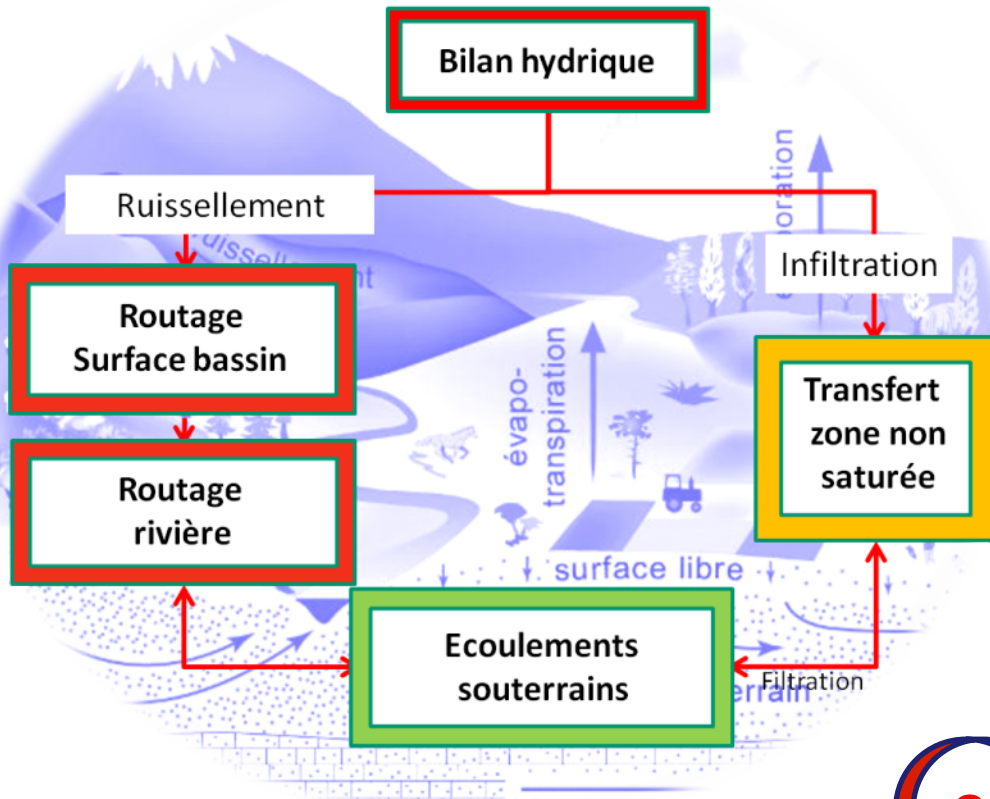 Bilan hydrique
Ruissellement
Infiltration
Routage
Surface bassin
Transfert
zone non
saturée
Routage
rivière
évapo-
transpiration
surface libre
Ecoulements
souterrains
Filtration